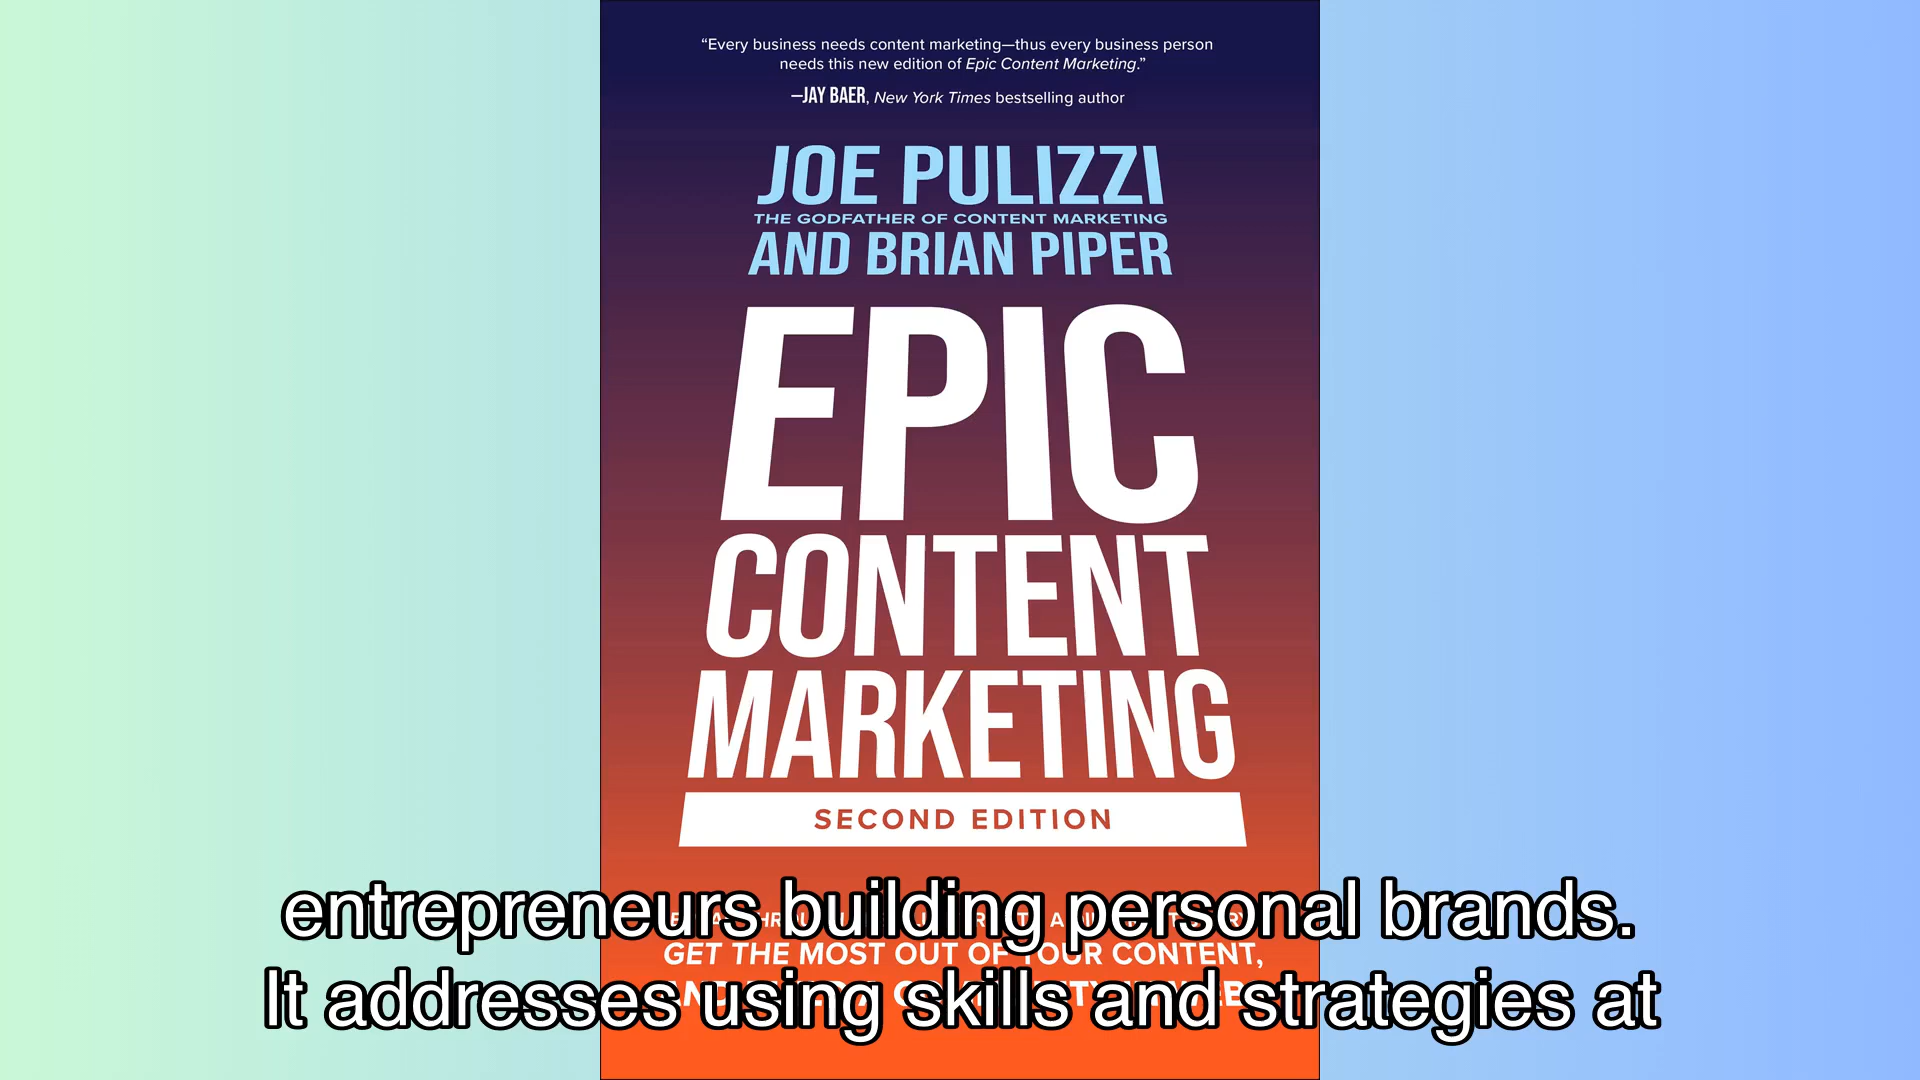 “Every business needs content marketing—thus every business person
needs this new edition of Epic Content Marketing.”
—JAY BAER, New York Times bestselling author
JOE PULIZZI
THE GODFATHER OF CONTENT MARKETING
AND BRIAN PIPER
EPIC
CONTENT
MARKETING
SECOND EDITION
GET THE MOST OUT OF YOUR CONTENT,
entrepreneurs building personal brands.
It addresses using skills and strategies at